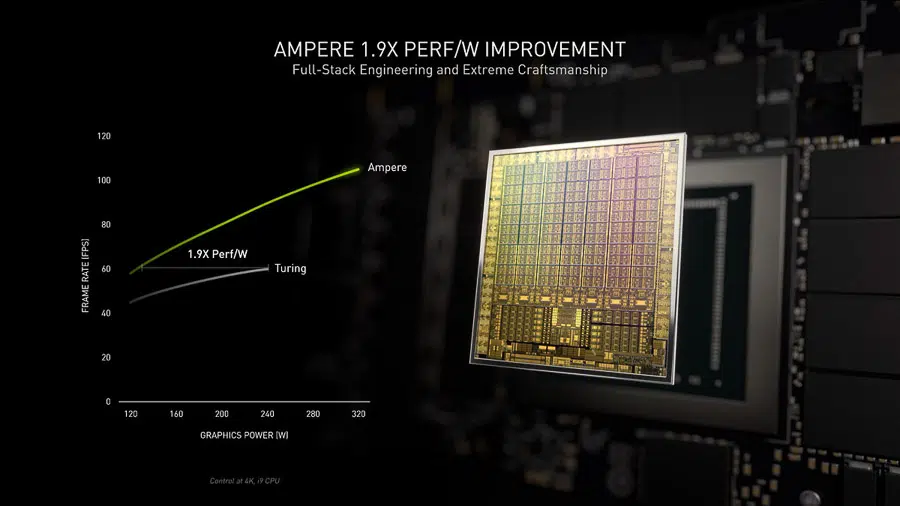 AMPERE 1.9X PERF/W IMPROVEMENT
Full-Stack Engineering and Extreme Craftsmanship
120
100
80
60
40
20
0
FRAME RATE (FPS)
Ampere
1.9X Perf/W
Turing
120 160 200 240 280 320
GRAPHICS POWER (W)
Control at 4K, i9 CPU